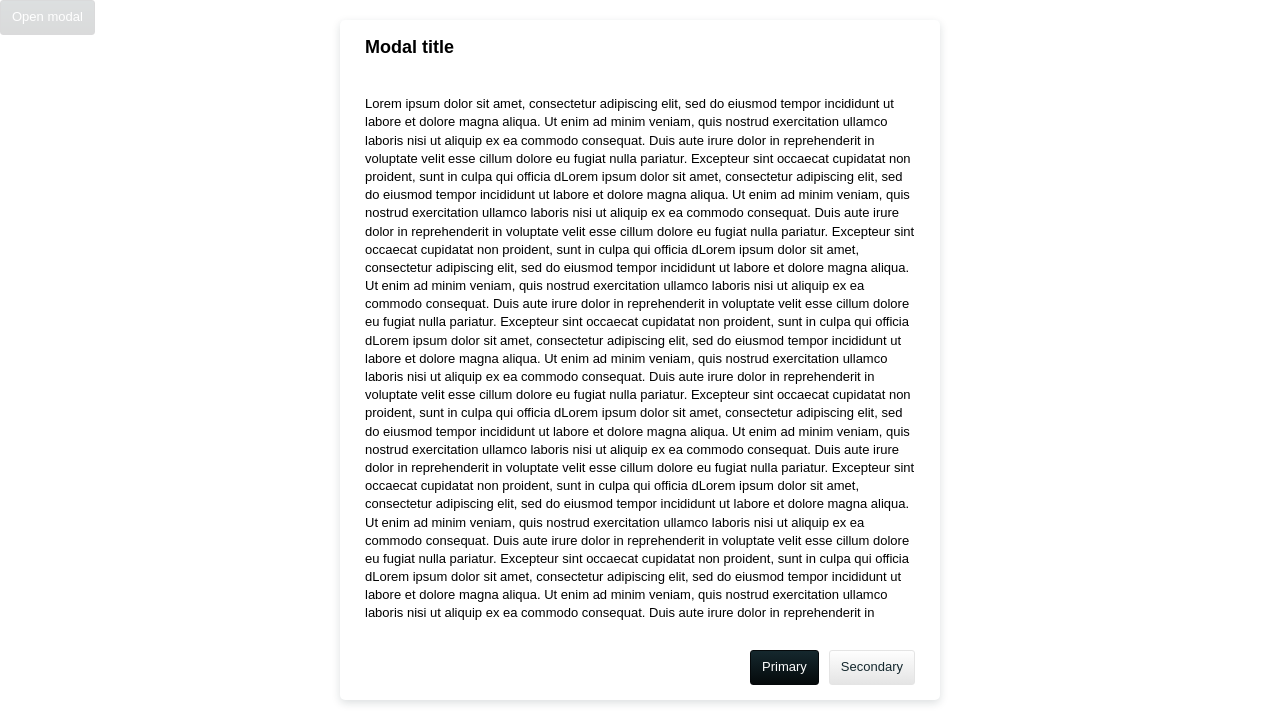 Open modal
Modal title
Lorem ipsum dolor sit amet, consectetur adipiscing elit, sed do eiusmod tempor incididunt ut
labore et dolore magna aliqua. Ut enim ad minim veniam, quis nostrud exercitation ullamco
laboris nisi ut aliquip ex ea commodo consequat. Duis aute irure dolor in reprehenderit in
voluptate velit esse cillum dolore eu fugiat nulla pariatur. Excepteur sint occaecat cupidatat non
proident, sunt in culpa qui officia dLorem ipsum dolor sit amet, consectetur adipiscing elit, sed
do eiusmod tempor incididunt ut labore et dolore magna aliqua. Ut enim ad minim veniam, quis
nostrud exercitation ullamco laboris nisi ut aliquip ex ea commodo consequat. Duis aute irure
dolor in reprehenderit in voluptate velit esse cillum dolore eu fugiat nulla pariatur. Excepteur sint
occaecat cupidatat non proident, sunt in culpa qui officia dLorem ipsum dolor sit amet,
consectetur adipiscing elit, sed do eiusmod tempor incididunt ut labore et dolore magna aliqua.
Ut enim ad minim veniam, quis nostrud exercitation ullamco laboris nisi ut aliquip ex ea
commodo consequat. Duis aute irure dolor in reprehenderit in voluptate velit esse cillum dolore
eu fugiat nulla pariatur. Excepteur sint occaecat cupidatat non proident, sunt in culpa qui officia
dLorem ipsum dolor sit amet, consectetur adipiscing elit, sed do eiusmod tempor incididunt ut
labore et dolore magna aliqua. Ut enim ad minim veniam, quis nostrud exercitation ullamco
laboris nisi ut aliquip ex ea commodo consequat. Duis aute irure dolor in reprehenderit in
voluptate velit esse cillum dolore eu fugiat nulla pariatur. Excepteur sint occaecat cupidatat non
proident, sunt in culpa qui officia dLorem ipsum dolor sit amet, consectetur adipiscing elit, sed
do eiusmod tempor incididunt ut labore et dolore magna aliqua. Ut enim ad minim veniam, quis
nostrud exercitation ullamco laboris nisi ut aliquip ex ea commodo consequat. Duis aute irure
dolor in reprehenderit in voluptate velit esse cillum dolore eu fugiat nulla pariatur. Excepteur sint
occaecat cupidatat non proident, sunt in culpa qui officia dLorem ipsum dolor sit amet,
consectetur adipiscing elit, sed do eiusmod tempor incididunt ut labore et dolore magna aliqua.
Ut enim ad minim veniam, quis nostrud exercitation ullamco laboris nisi ut aliquip ex ea
commodo consequat. Duis aute irure dolor in reprehenderit in voluptate velit esse cillum dolore
eu fugiat nulla pariatur. Excepteur sint occaecat cupidatat non proident, sunt in culpa qui officia
dLorem ipsum dolor sit amet, consectetur adipiscing elit, sed do eiusmod tempor incididunt ut
labore et dolore magna aliqua. Ut enim ad minim veniam, quis nostrud exercitation ullamco
laboris nisi ut aliquip ex ea commodo consequat. Duis aute irure dolor in reprehenderit in
Primary
Secondary